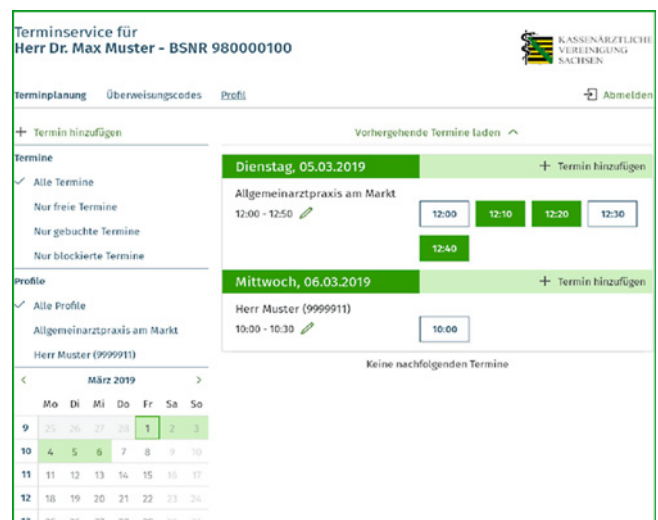 Terminservice für
Herr Dr. Max Muster - BSNR 980000100
KASSENÄRZTLICHE
VEREINIGUNG
SACHSEN
Terminplanung Überweisungscodes Profil Abmelden
+ Termin hinzufügen
Vorhergehende Termine laden
Termine
Alle Termine
Nur freie Termine
Nur gebuchte Termine
Nur blockierte Termine
Profile
Alle Profile
Allgemeinarztpraxis am Markt
Herr Muster (9999911)
März 2019
Mo Di Mi Do Fr Sa So
9 25 26 27 28 1 2 3
10 4 5 6 7 8 9 10
11 11 12 13 14 15 16 17
12 18 19 20 21 22 23 24
Dienstag, 05.03.2019 + Termin hinzufügen
Allgemeinarztpraxis am Markt
12:00 - 12:50
12:00 12:10 12:20 12:30
12:40
Mittwoch, 06.03.2019 + Termin hinzufügen
Herr Muster (9999911)
10:00 - 10:30
10:00
Keine nachfolgenden Termine